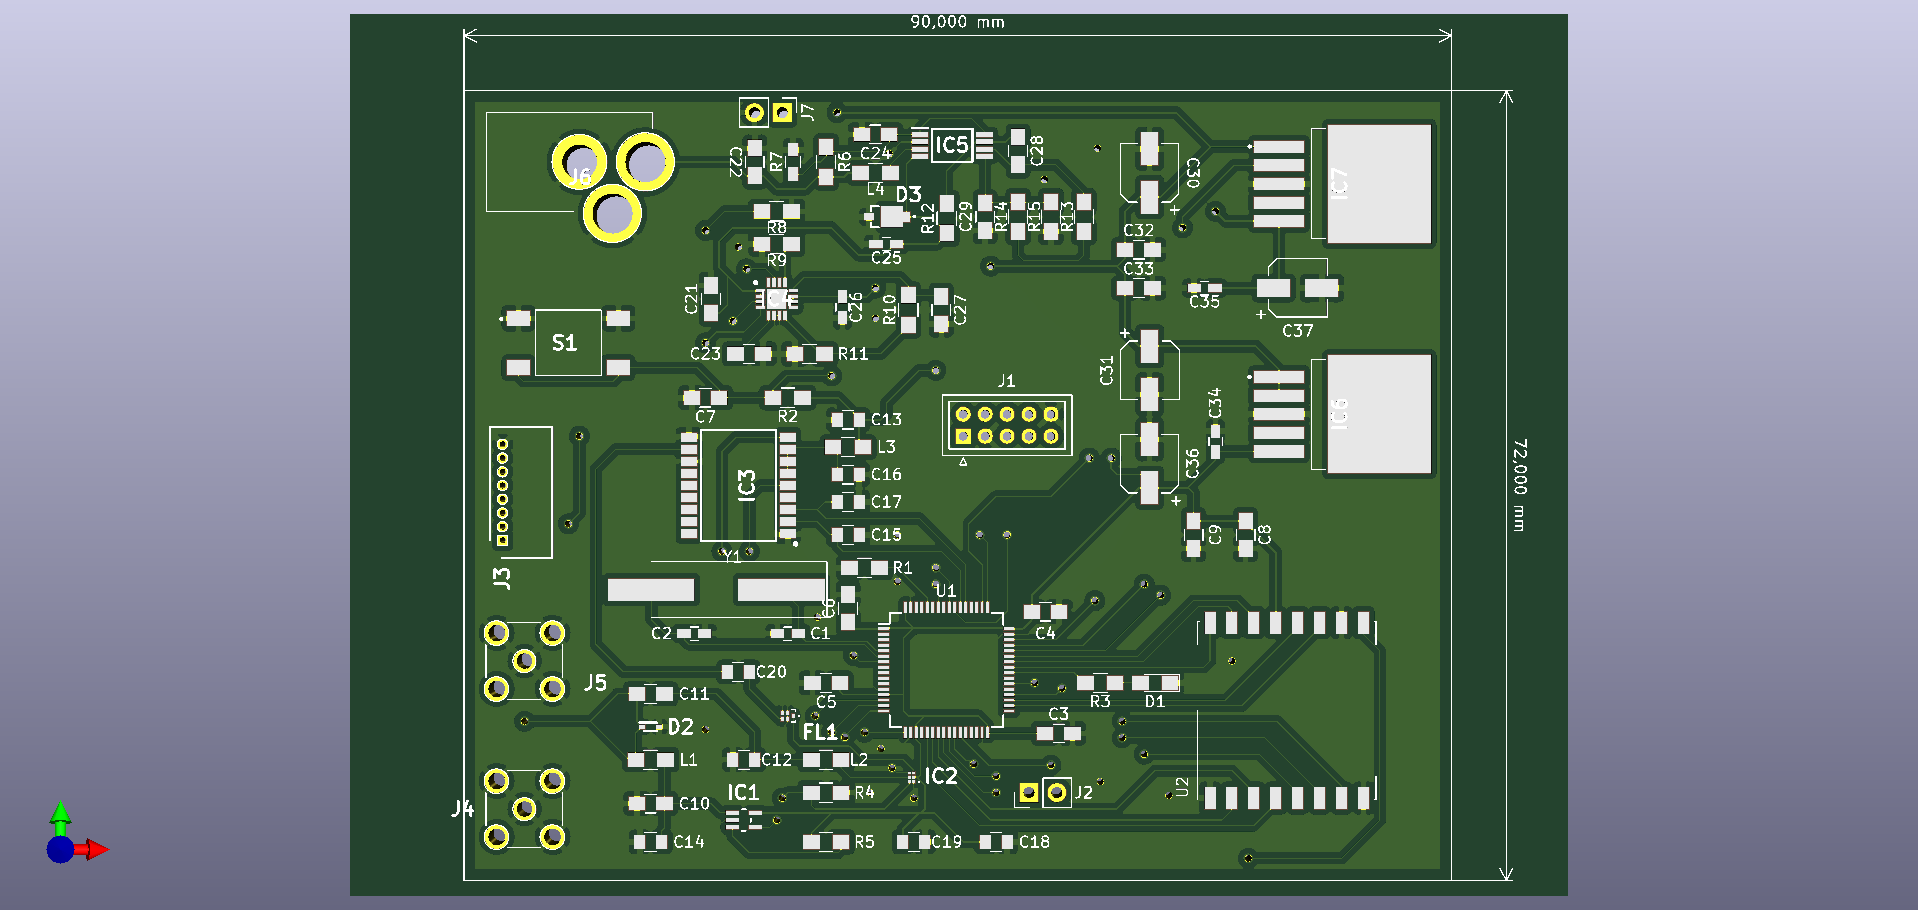 90,000 mm
J7
C24
IC5
C28
C22
R7
R6
L4
J6
D3
C30
+
IC7
R12
C29
R14
R15
R13
R8
C25
C32
R9
C33
C21
C26
R10
C27
C35
+
C37
S1
C23
R11
+
C31
J1
C7
R2
C34
IC6
C13
L3
72,000 mm
IC3
C16
C36
C17
+
C15
C9
C8
Y1
R1
J3
U1
C6
C2
C1
C4
C20
J5
C11
C5
R3
D1
D2
FL1
C3
L1
C12
L2
IC2
U2
IC1
R4
J2
J4
C10
C14
R5
C19
C18